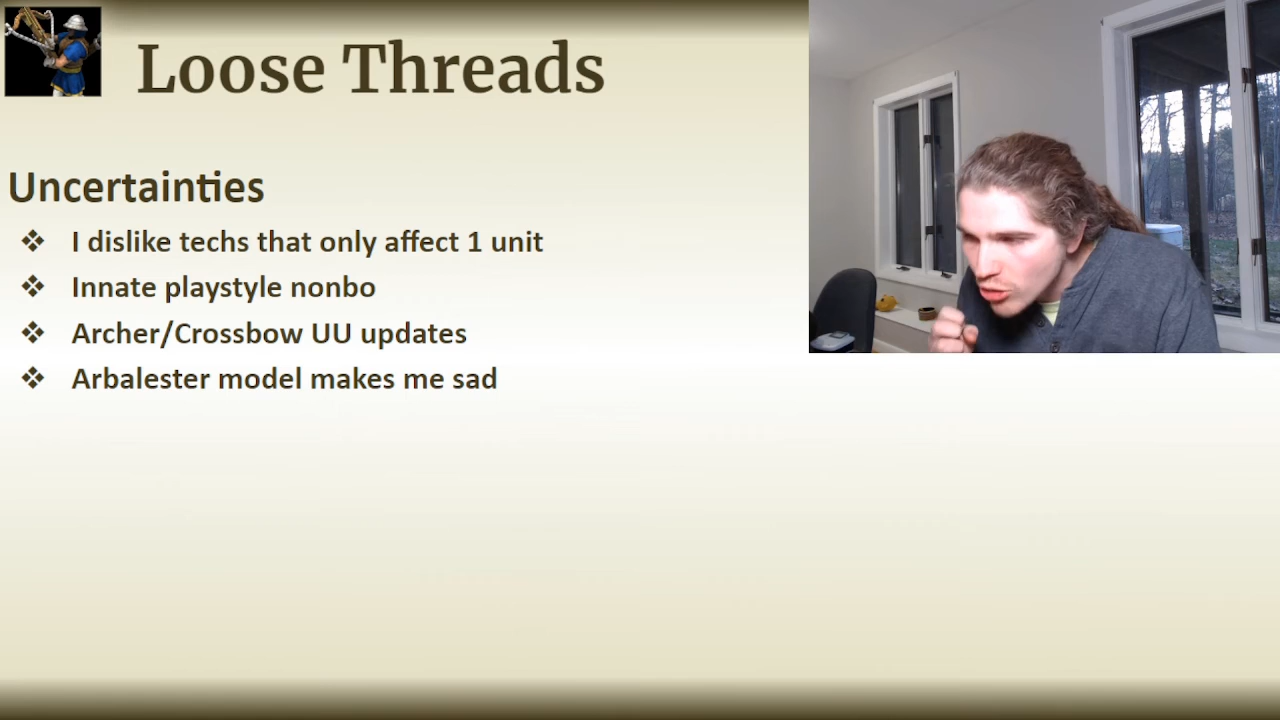 Loose Threads
Uncertainties
I dislike techs that only affect 1 unit
Innate playstyle nonbo
Archer/Crossbow UU updates
Arbalester model makes me sad